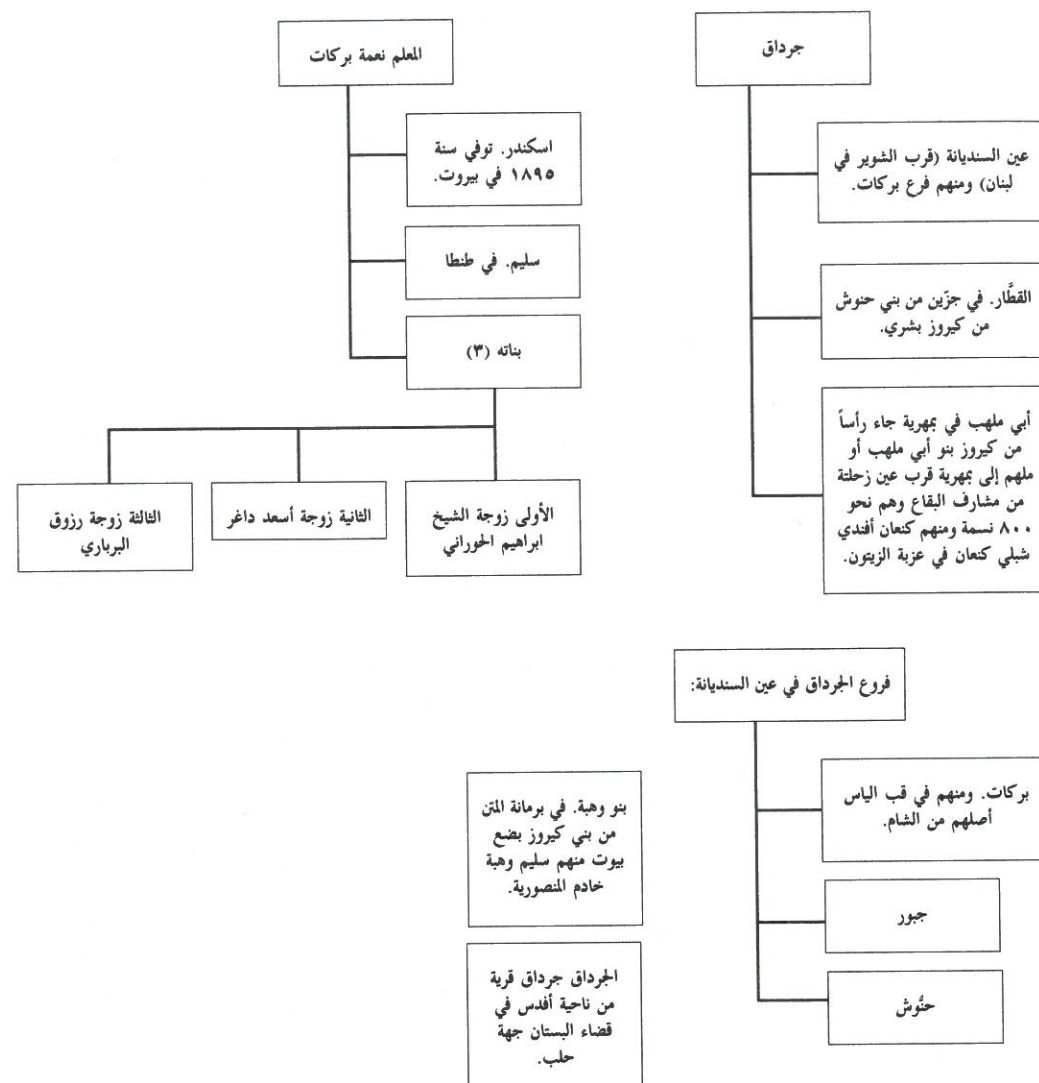 جرداق
عين السنديانة (قرب الشوير في
لبنان) ومنهم فرع بركات.
القطَّار. في جزّين من بني حنوش
من كيروز بشري.
أبي ملهب في بمهرية جاء رأساً
من كيروز بنو أبي ملهب أو
ملهم إلى بمهرية قرب عين زحلتة
من مشارف البقاع وهم نحو
٨٠٠ نسمة ومنهم كنعان أفندي
شبلي كنعان في عزبة الزيتون.
المعلم نعمة بركات
اسكندر. توفي سنة
١٨٩٥ في بيروت.
سليم. في طنطا
بناته (٣)
الأولى زوجة الشيخ
ابراهيم الحوراني
الثانية زوجة أسعد داغر
الثالثة زوجة رزوق
البرباري
فروع الجرداق في عين السنديانة:
بركات. ومنهم في قب الياس
أصلهم من الشام.
جبور
حنُّوش
بنو وهبة. في برمانة المتن
من بني كيروز بضع
بيوت منهم سليم وهبة
خادم المنصورية.
الجرداق جرداق قرية
من ناحية أفدس في
قضاء البستان جهة
حلب.